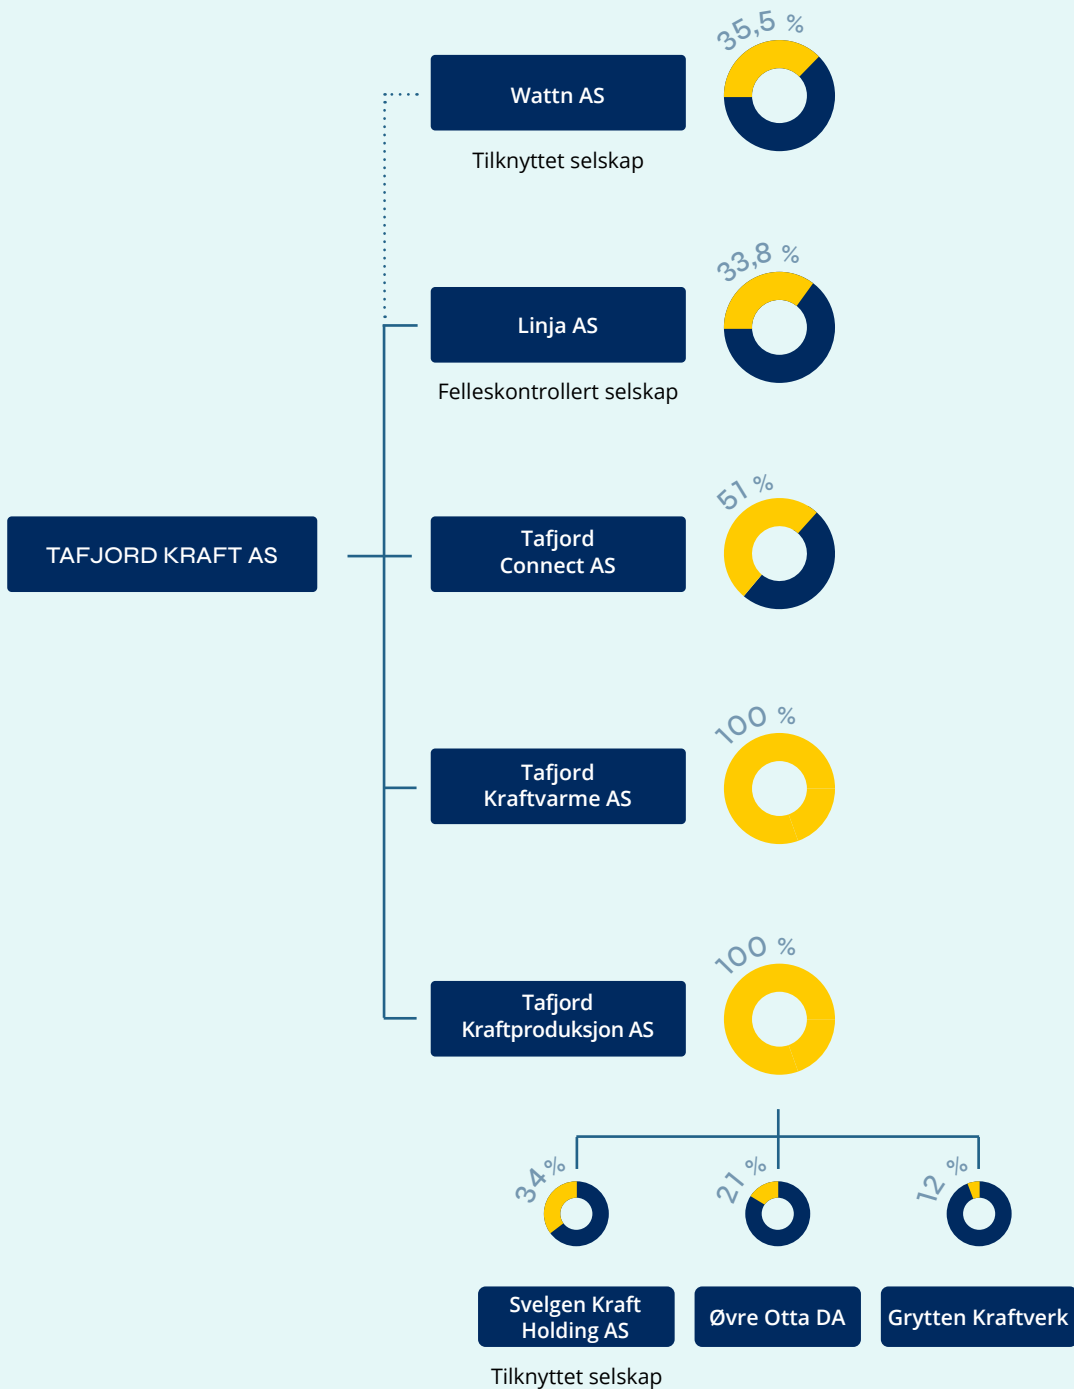 35,5 %
Wattn AS
Tilknyttet selskap
33,8 %
Linja AS
Felleskontrollert selskap
51 %
TAFJORD KRAFT AS
Tafjord
Connect AS
100 %
Tafjord
Kraftvarme AS
100 %
Tafjord
Kraftproduksjon AS
34 %
21 %
12 %
Svelgen Kraft
Holding AS
Øvre Otta DA
Grytten Kraftverk
Tilknyttet selskap